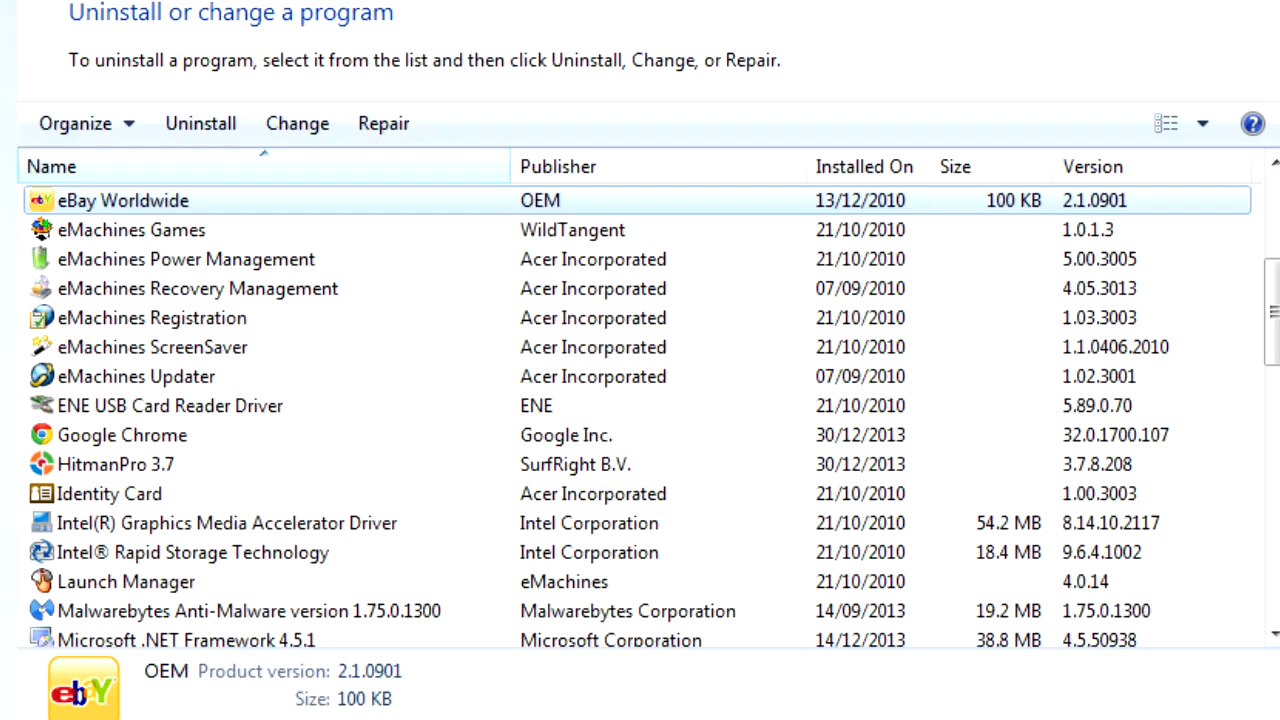 Uninstall or change a program
To uninstall a program, select it from the list and then click Uninstall, Change, or Repair.
Organize Uninstall Change Repair
Name Publisher Installed On Size Version
eBay Worldwide OEM 13/12/2010 100 KB 2.1.0901
eMachines Games WildTangent 21/10/2010 1.0.1.3
eMachines Power Management Acer Incorporated 21/10/2010 5.00.3005
eMachines Recovery Management Acer Incorporated 07/09/2010 4.05.3013
eMachines Registration Acer Incorporated 21/10/2010 1.03.3003
eMachines ScreenSaver Acer Incorporated 21/10/2010 1.1.0406.2010
eMachines Updater Acer Incorporated 07/09/2010 1.02.3001
ENE USB Card Reader Driver ENE 21/10/2010 5.89.0.70
Google Chrome Google Inc. 30/12/2013 32.0.1700.107
HitmanPro 3.7 SurfRight B.V. 30/12/2013 3.7.8.208
Identity Card Acer Incorporated 21/10/2010 1.00.3003
Intel(R) Graphics Media Accelerator Driver Intel Corporation 21/10/2010 54.2 MB 8.14.10.2117
Intel® Rapid Storage Technology Intel Corporation 21/10/2010 18.4 MB 9.6.4.1002
Launch Manager eMachines 21/10/2010 4.0.14
Malwarebytes Anti-Malware version 1.75.0.1300 Malwarebytes Corporation 14/09/2013 19.2 MB 1.75.0.1300
Microsoft .NET Framework 4.5.1 Microsoft Corporation 14/12/2013 38.8 MB 4.5.50938
OEM Product version: 2.1.0901
ebaY
Size: 100 KB